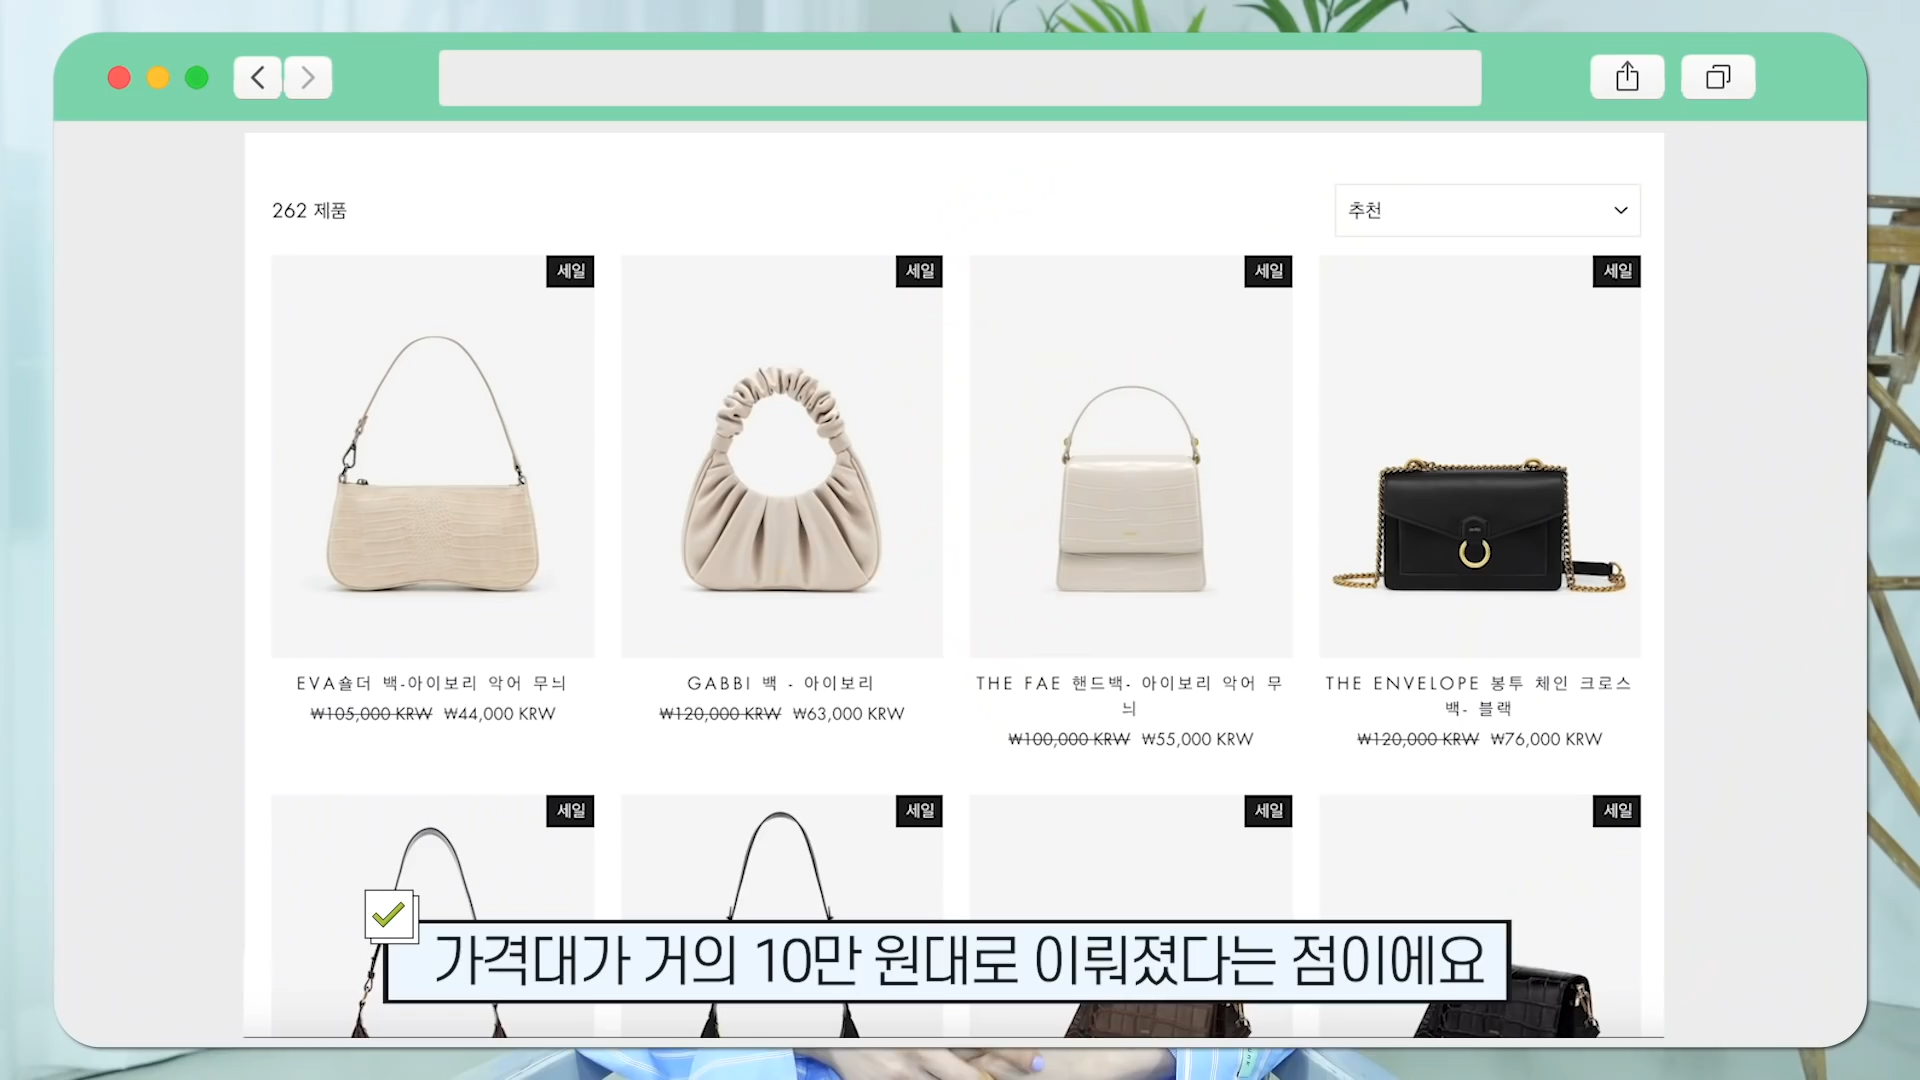 262 제품
추천
세일
세일
세일
세일
EVA숄더 백-아이보리 악어 무늬
₩105,000 KRW ₩44,000 KRW
GABBI 백 - 아이보리
₩120,000 KRW ₩63,000 KRW
THE FAE 핸드백- 아이보리 악어 무
늬
₩100,000 KRW ₩55,000 KRW
THE ENVELOPE 봉투 체인 크로스
백- 블랙
₩120,000 KRW ₩76,000 KRW
세일
세일
세일
세일
가격대가 거의 10만 원대로 이뤄졌다는 점이에요